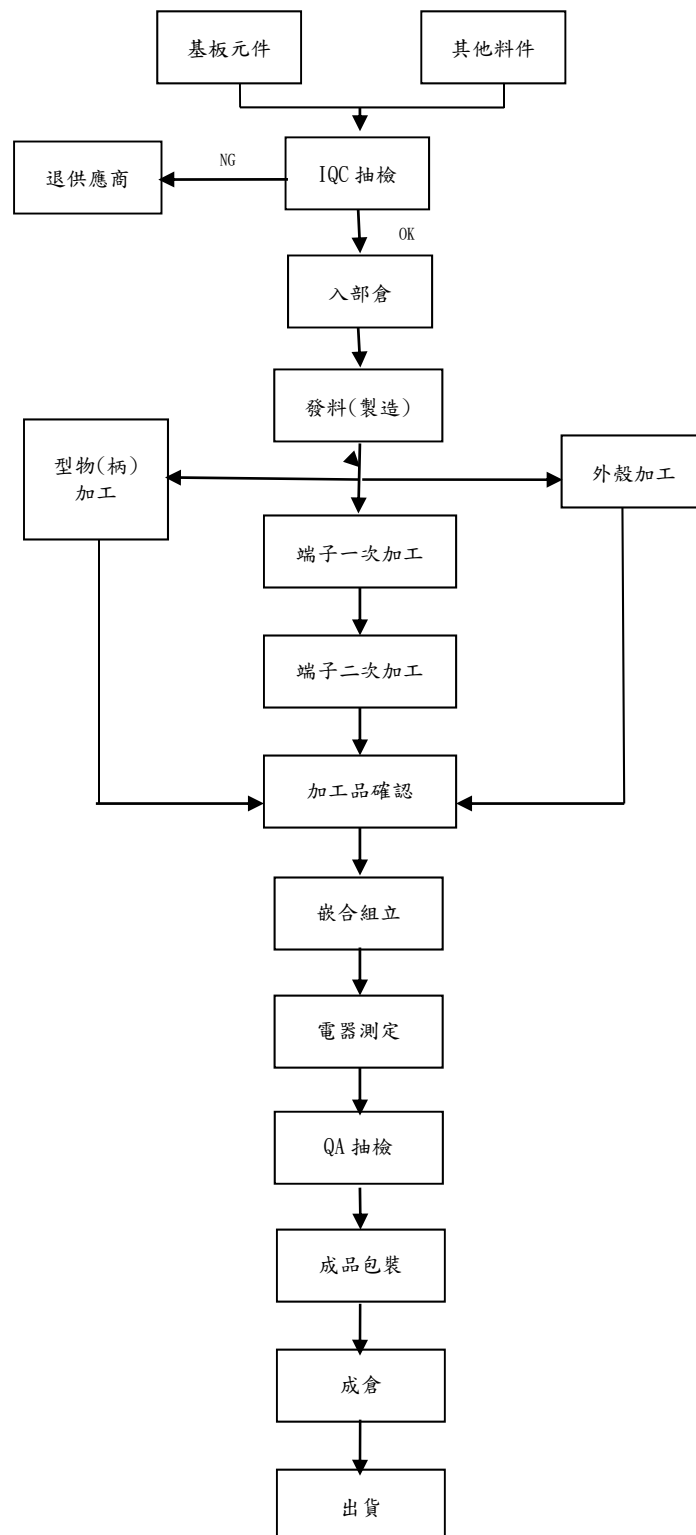 基板元件
其他料件
NG
退供應商
IQC 抽檢
OK
入部倉
發料(製造)
型物(柄)
加工
外殼加工
端子一次加工
端子二次加工
加工品確認
嵌合組立
電器測定
QA 抽檢
成品包裝
成倉
出貨